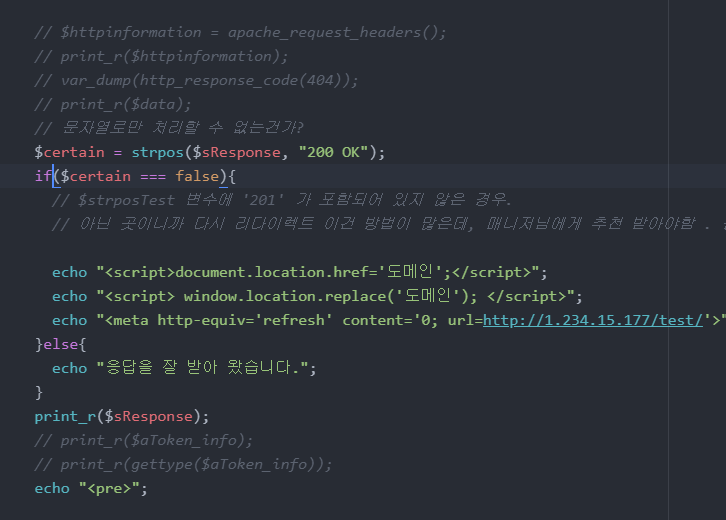 // $httpinformation = apache_request_headers();
// print_r($httpinformation);
// var_dump(http_response_code(404));
// print_r($data);
// 문자열로만 처리할 수 없는건가?
$certain = strpos($sResponse, "200 OK");
if($certain === false){
// $strposTest 변수에 '201' 가 포함되어 있지 않은 경우.
// 아닌 곳이니까 다시 리다이렉트 이건 방법이 많은데, 매니저님에게 추천 받아야함 .
echo "<script>document.location.href='도메인';</script>";
echo "<script> window.location.replace('도메인'); </script>";
echo "<meta http-equiv='refresh' content='0; url=http://1.234.15.177/test/'>"
}else{
echo "응답을 잘 받아 왔습니다.";
}
print_r($sResponse);
// print_r($aToken_info);
// print_r(gettype($aToken_info));
echo "<pre>";